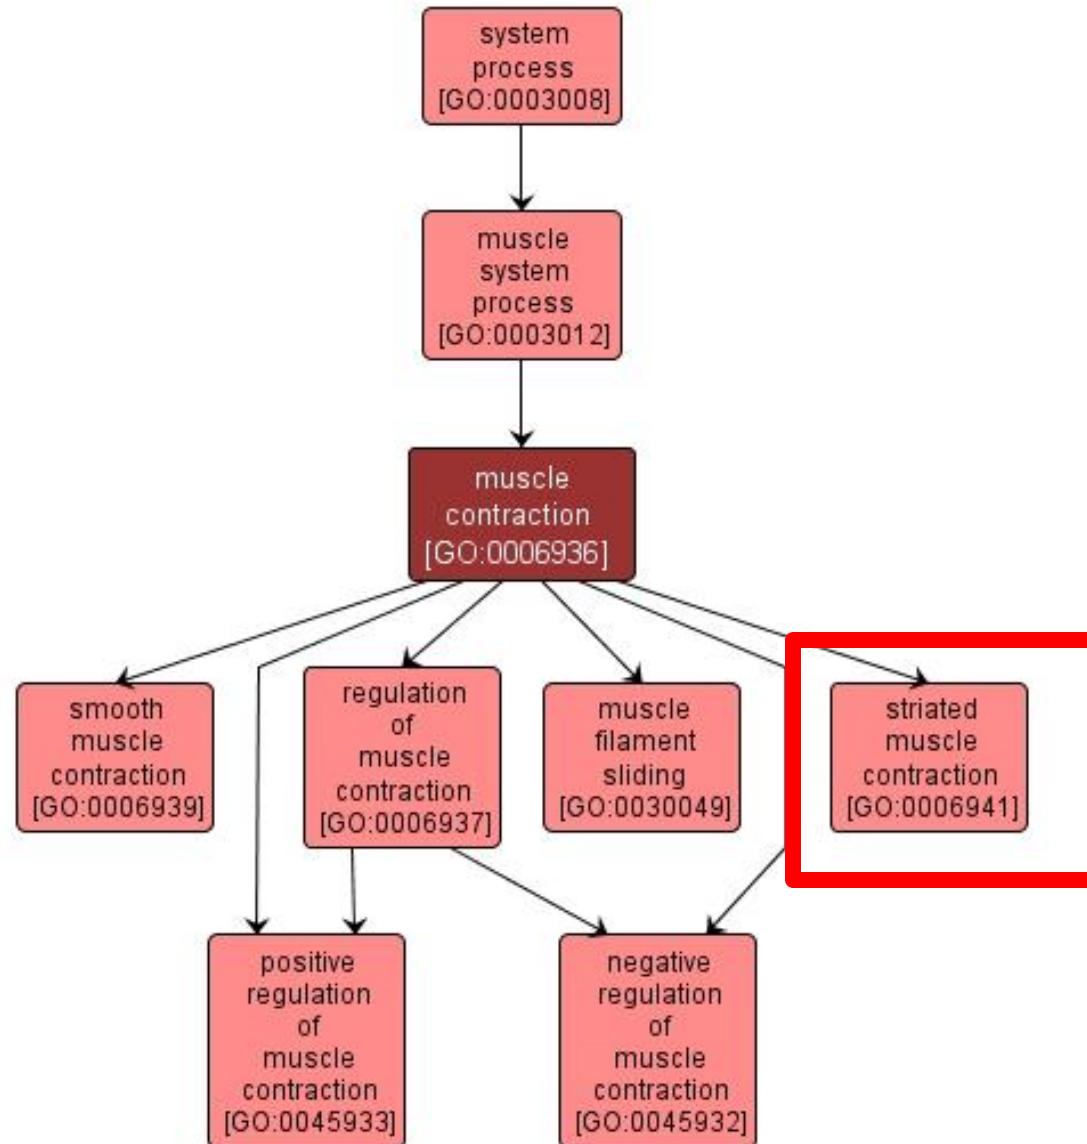 system
process
[GO:0003008]
muscle
system
process
[GO:0003012]
muscle
contraction
[GO:0006936]
smooth
muscle
contraction
[GO:0006939]
regulation
of
muscle
contraction
[GO:0006937]
muscle
filament
sliding
[GO:0030049]
striated
muscle
contraction
[GO:0006941]
positive
regulation
of
muscle
contraction
[GO:0045933]
negative
regulation
of
muscle
contraction
[GO:0045932]